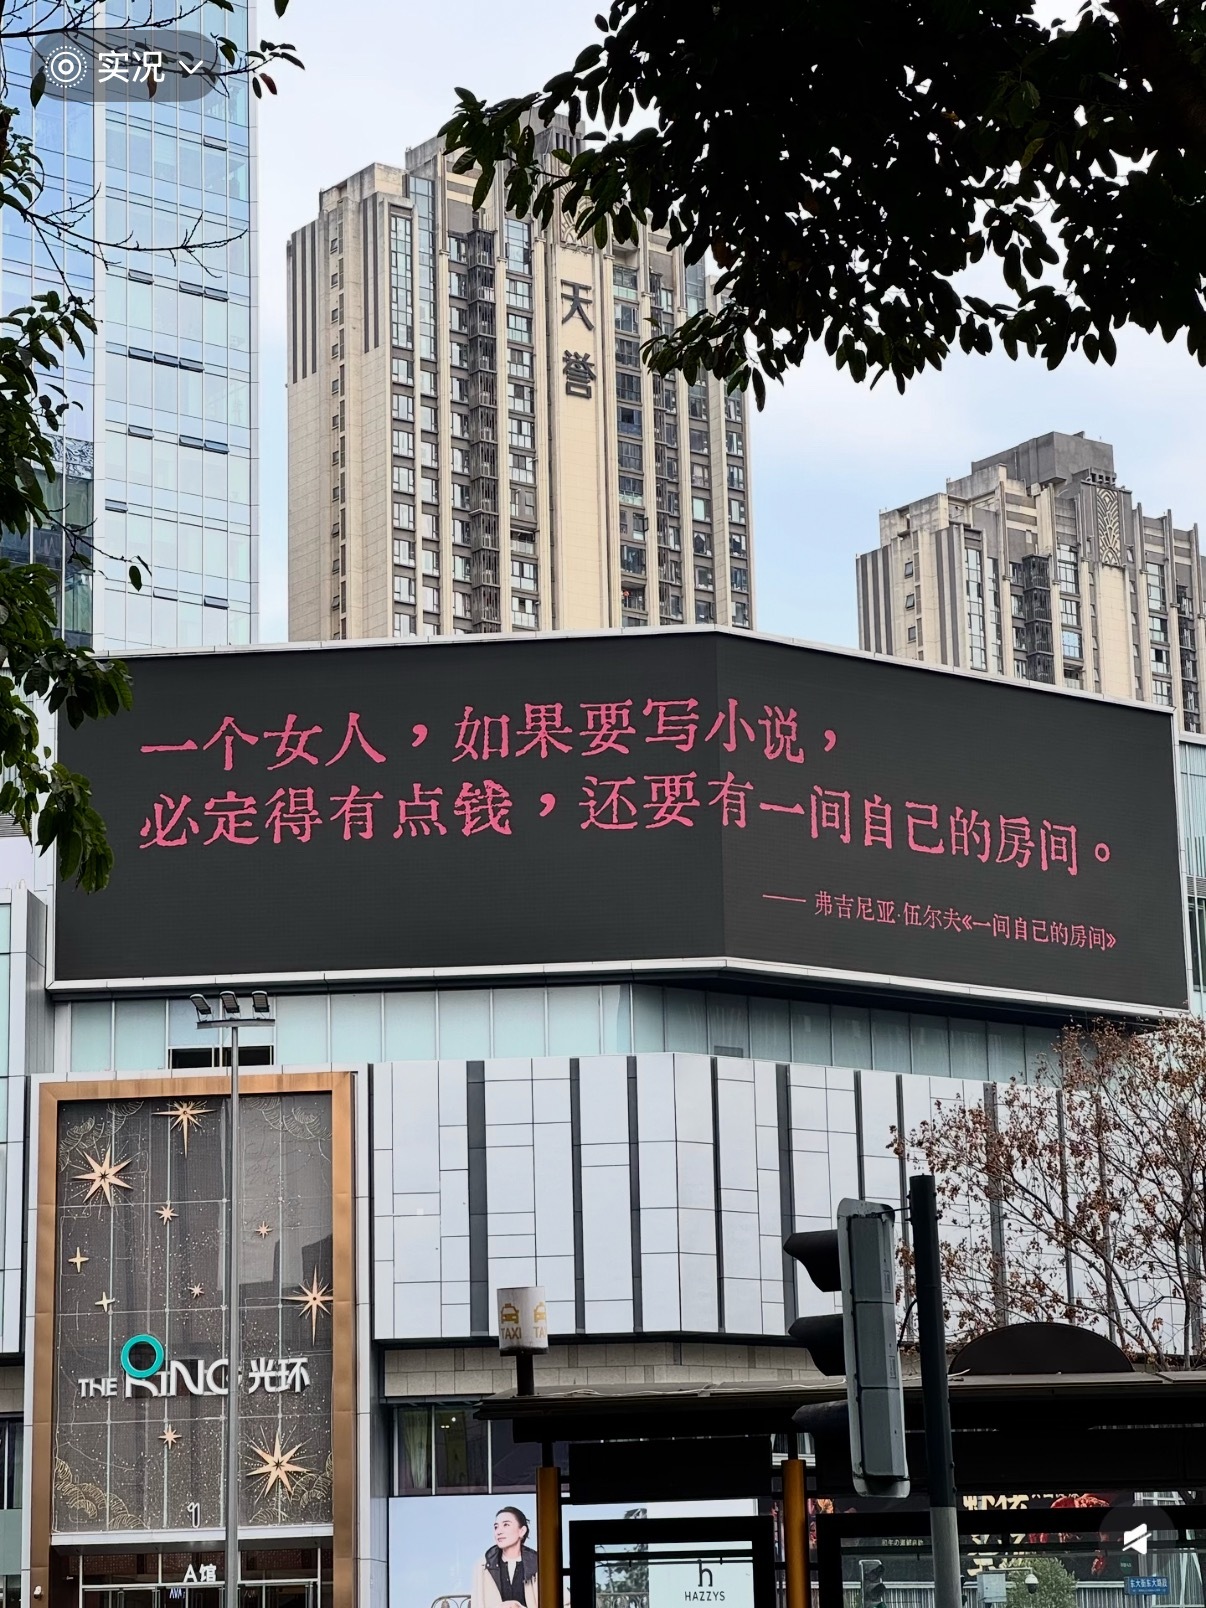 实况
天誉
一个女人，如果要写小说，
必定得有点钱，还要有一间自己的房间。
—— 弗吉尼亚·伍尔夫《一间自己的房间》
THE RING 光环
TAXI
A馆
h
HAZZYS